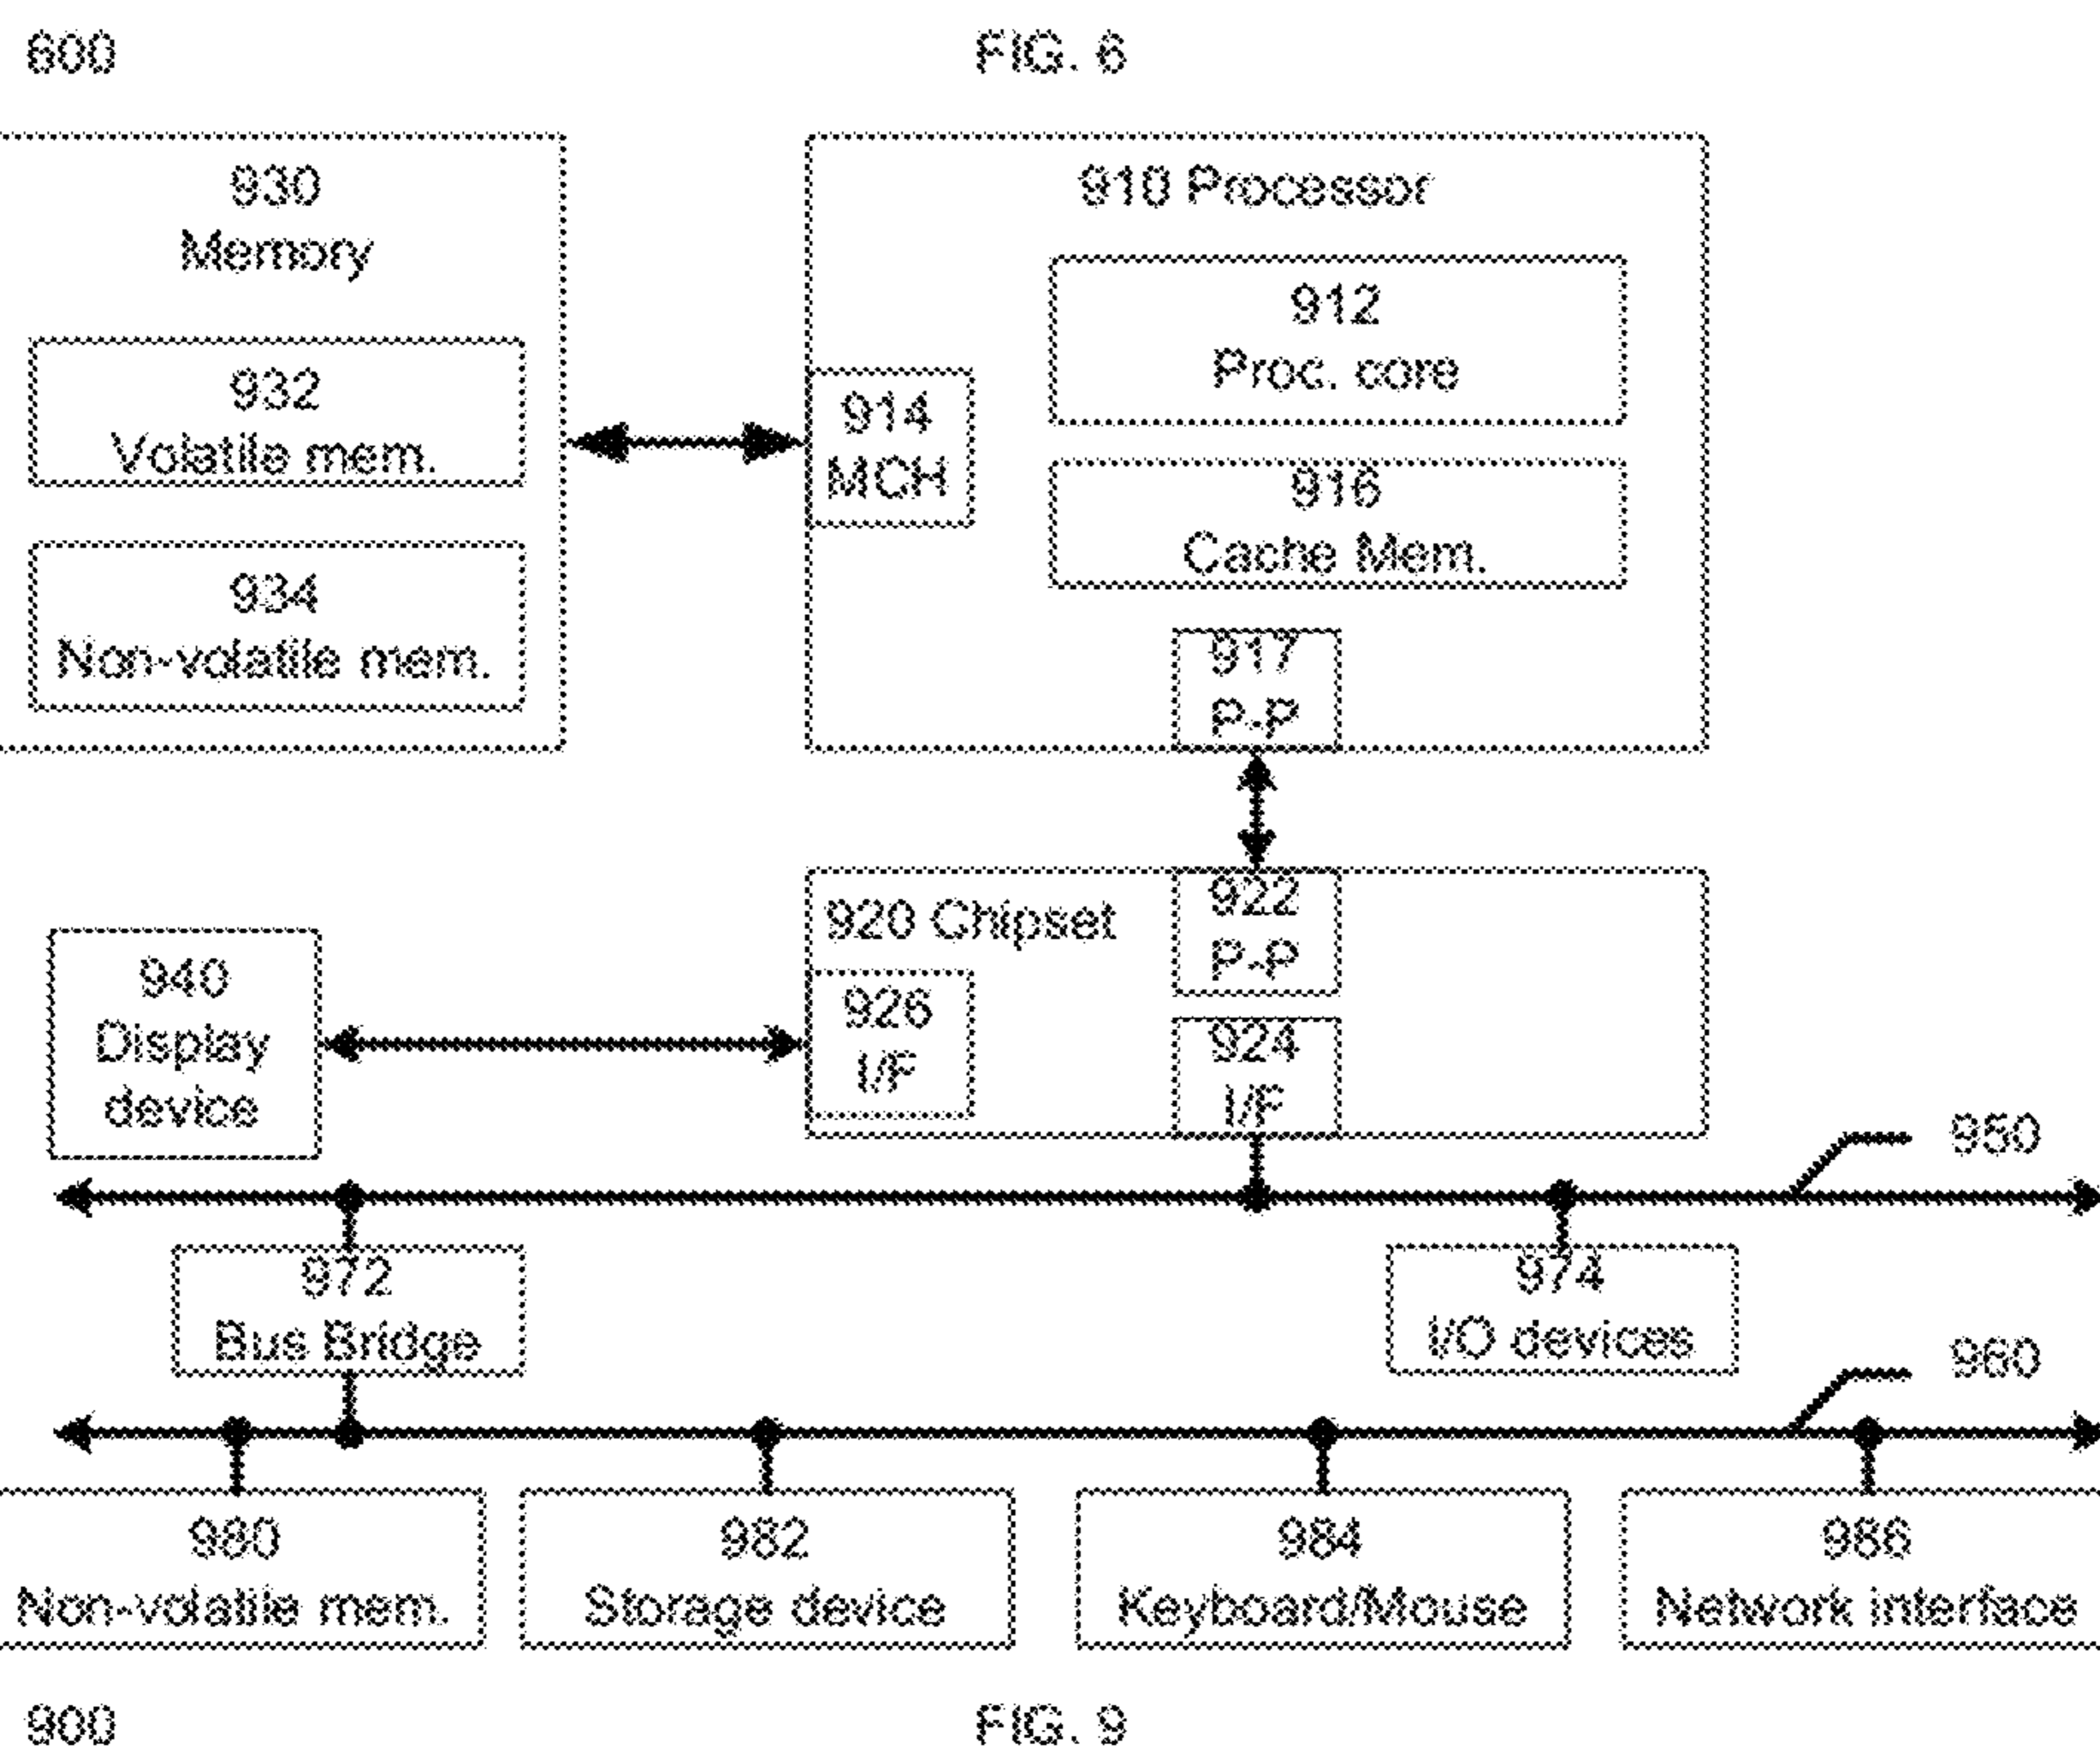 600 FIG. 6
930
Memory
932
Volatile mem.
934
Non-volatile mem.
910 Processor
912
Proc. core
914
MCH
916
Cache Mem.
917
P-P
920 Chipset
922
P-P
926
I/F
924
I/F
940
Display
device
950
972
Bus Bridge
974
I/O devices
960
980
Non-volatile mem.
982
Storage device
984
Keyboard/Mouse
986
Network interface
900 FIG. 9